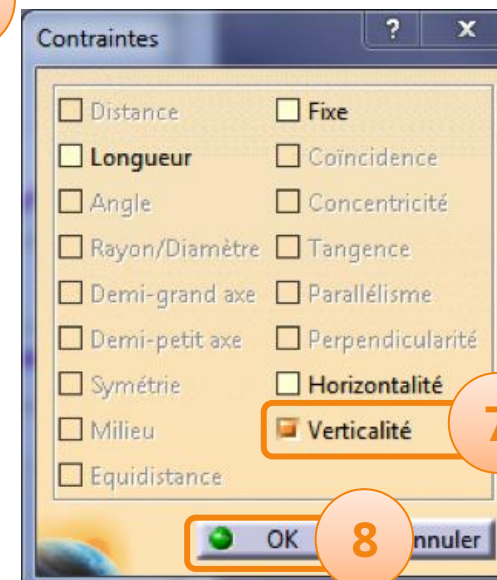 Contraintes ? x
Distance Fixe
Longueur Coïncidence
Angle Concentricité
Rayon/Diamètre Tangence
Demi-grand axe Parallélisme
Demi-petit axe Perpendicularité
Symétrie Horizontalité
Milieu Verticalité 7
Equidistance
OK 8 nnuler